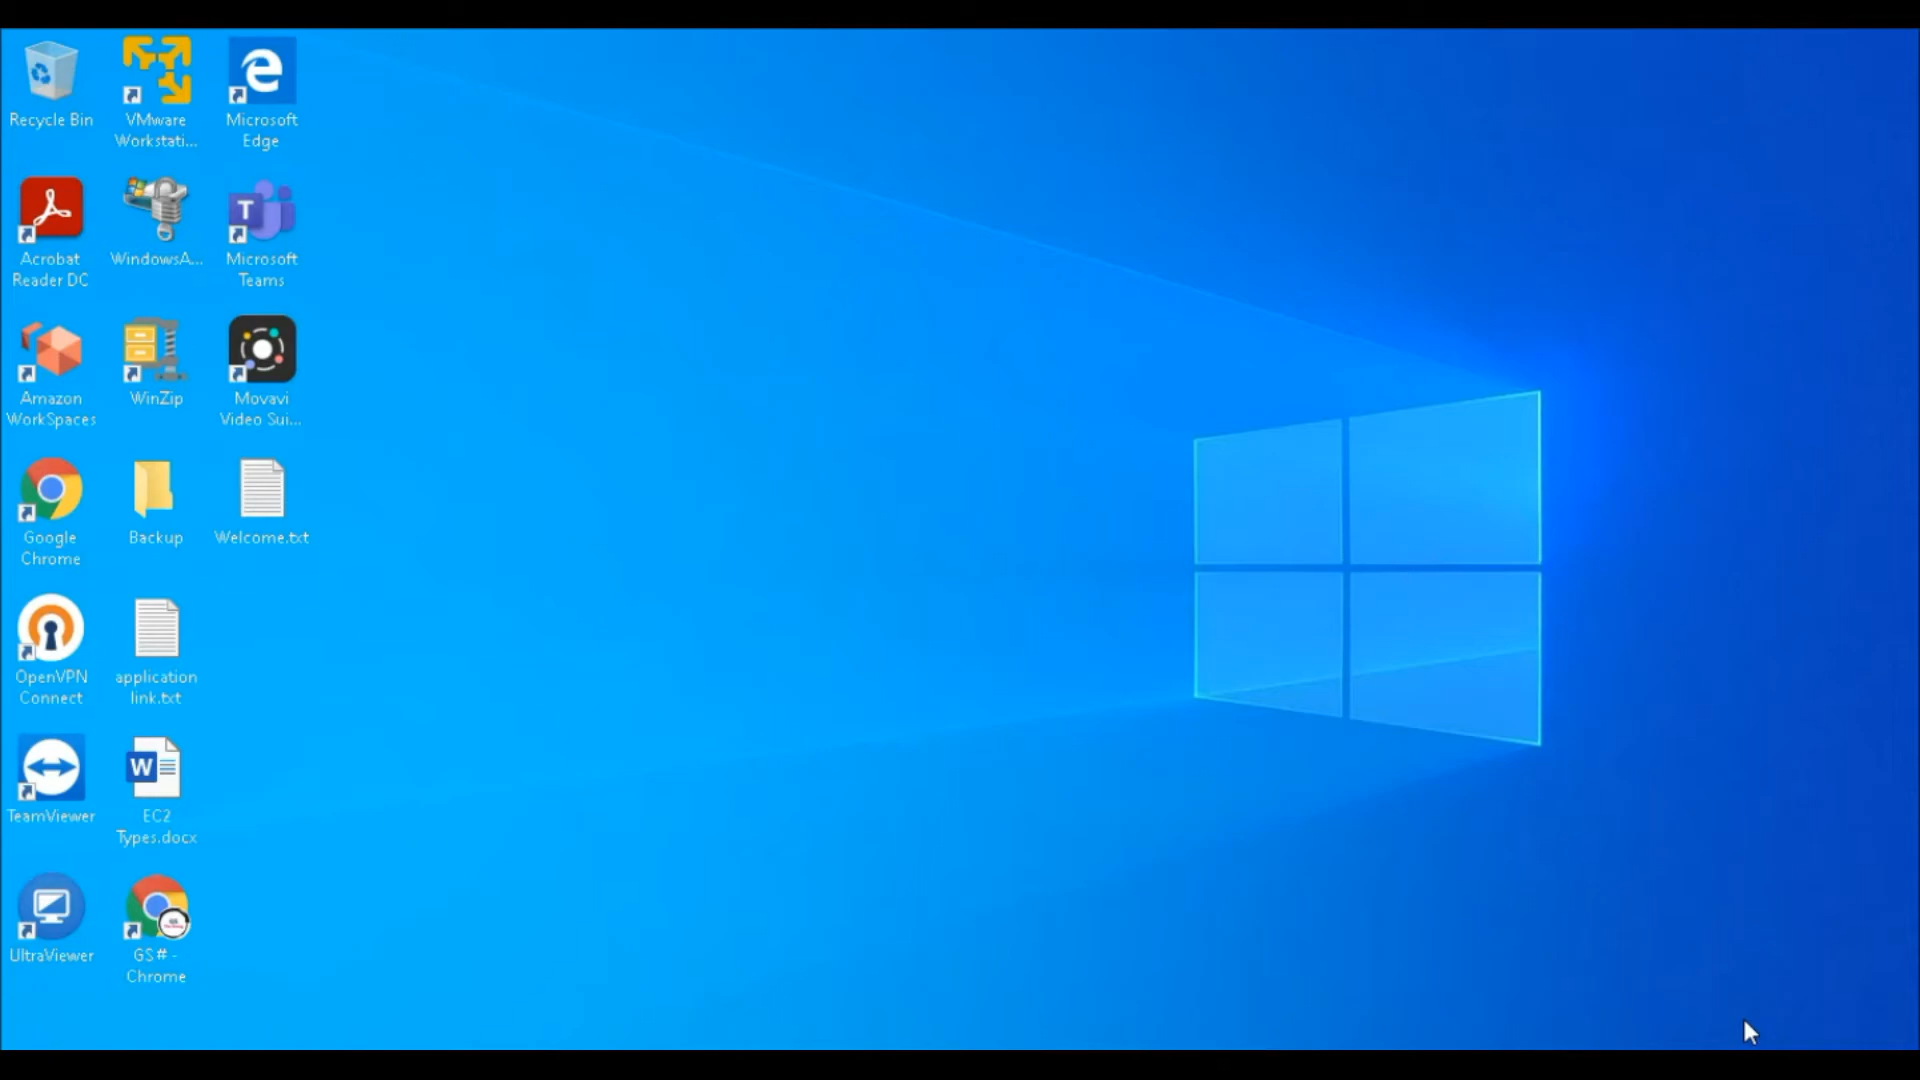 Recycle Bin
VMware
Workstati...
Microsoft
Edge
Acrobat
Reader DC
WindowsA...
Microsoft
Teams
Amazon
WorkSpaces
WinZip
Movavi
Video Sui...
Google
Chrome
Backup
Welcome.txt
OpenVPN
Connect
application
link.txt
TeamViewer
EC2
Types.docx
UltraViewer
GS# -
Chrome